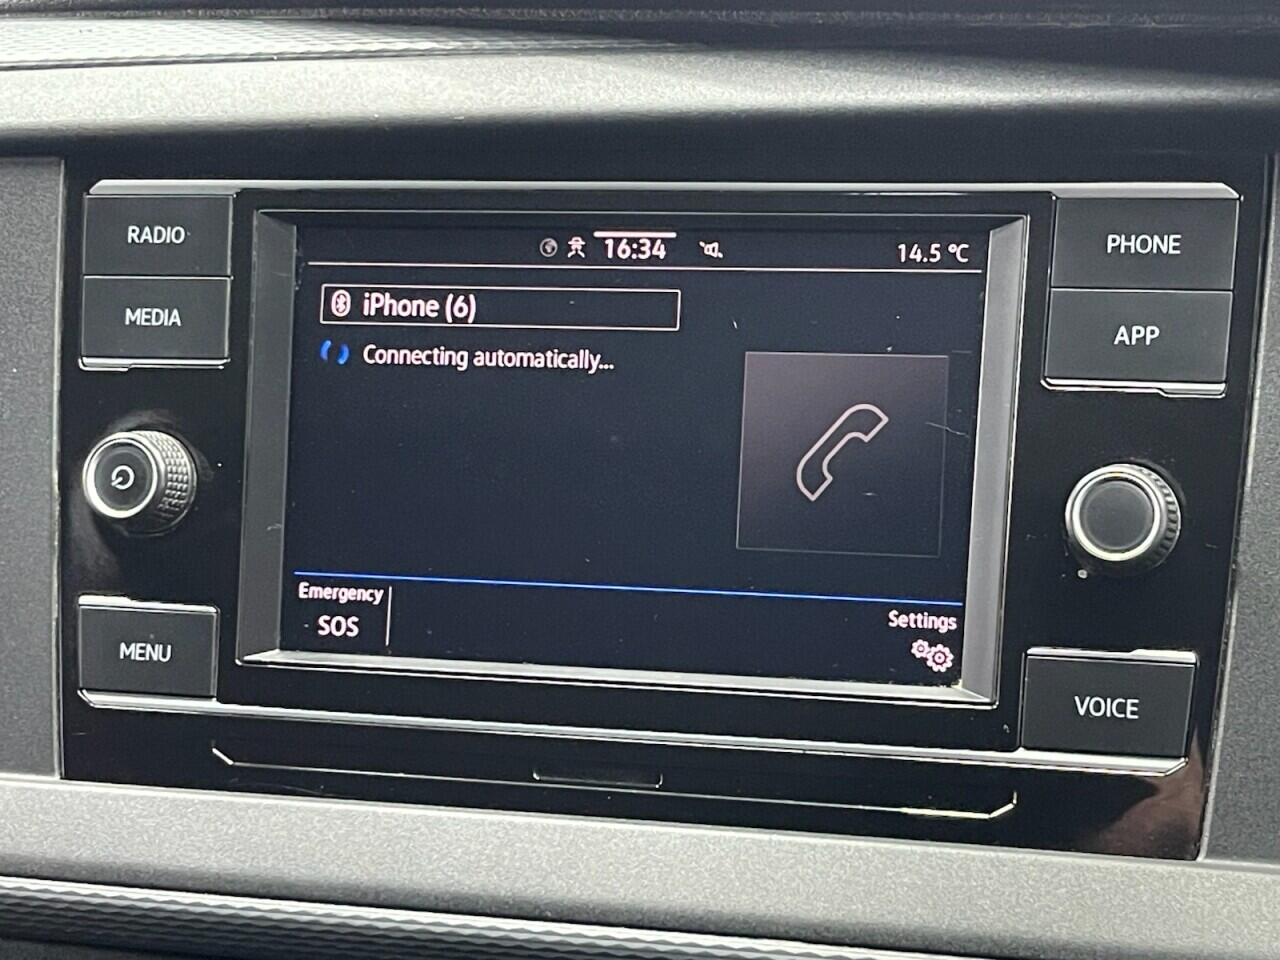 RADIO
MEDIA
MENU
16:34
14.5 °C
iPhone (6)
Connecting automatically...
Emergency
SOS
Settings
PHONE
APP
VOICE